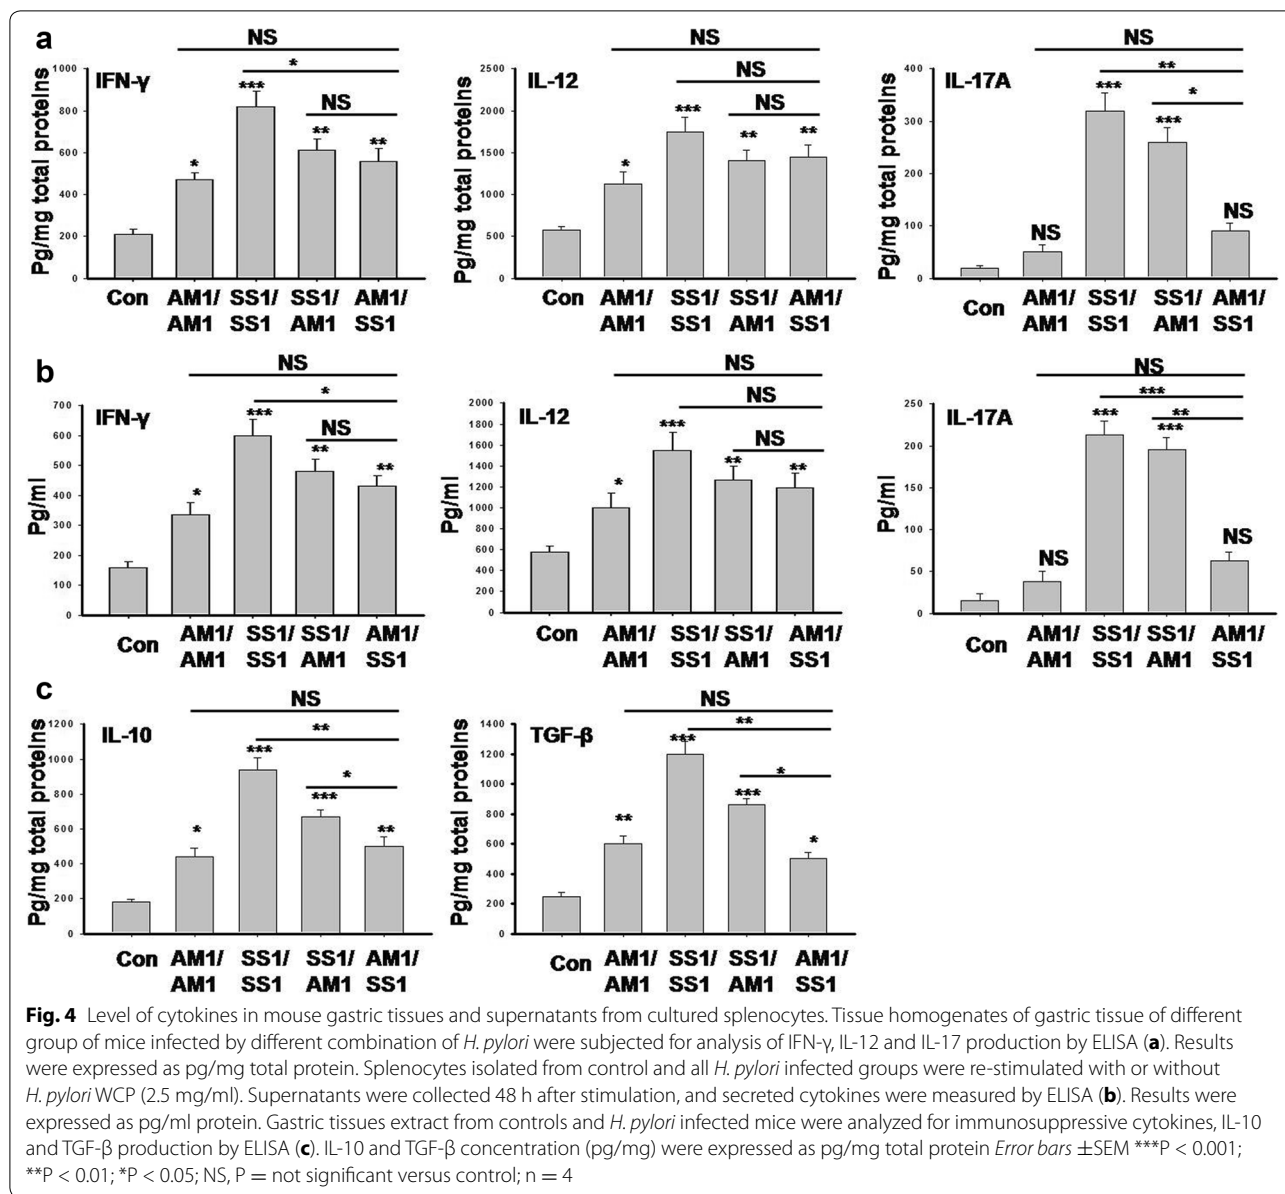 a
NS
*
NS
IFN-γ
***
*
**
**
Pg/mg total proteins
1000
800
600
400
200
0
Con AM1/AM1 SS1/SS1 SS1/AM1 AM1/SS1
NS
NS
NS
IL-12
*
***
**
**
Pg/mg total proteins
2500
2000
1500
1000
500
0
Con AM1/AM1 SS1/SS1 SS1/AM1 AM1/SS1
NS
**
*
IL-17A
NS
***
***
NS
Pg/mg total proteins
400
300
200
100
0
Con AM1/AM1 SS1/SS1 SS1/AM1 AM1/SS1
b
NS
*
NS
IFN-γ
*
***
**
**
Pg/ml
700
600
500
400
300
200
100
0
Con AM1/AM1 SS1/SS1 SS1/AM1 AM1/SS1
NS
NS
NS
IL-12
*
***
**
**
Pg/ml
2000
1800
1600
1400
1200
1000
800
600
400
200
0
Con AM1/AM1 SS1/SS1 SS1/AM1 AM1/SS1
NS
***
**
IL-17A
NS
***
***
NS
Pg/ml
250
200
150
100
50
0
Con AM1/AM1 SS1/SS1 SS1/AM1 AM1/SS1
c
NS
**
*
IL-10
*
***
***
**
Pg/mg total proteins
1200
1000
800
600
400
200
0
Con AM1/AM1 SS1/SS1 SS1/AM1 AM1/SS1
NS
**
*
TGF-β
**
***
***
*
Pg/mg total proteins
1400
1200
1000
800
600
400
200
0
Con AM1/AM1 SS1/SS1 SS1/AM1 AM1/SS1
Fig. 4 Level of cytokines in mouse gastric tissues and supernatants from cultured splenocytes. Tissue homogenates of gastric tissue of different
group of mice infected by different combination of H. pylori were subjected for analysis of IFN-γ, IL-12 and IL-17 production by ELISA (a). Results
were expressed as pg/mg total protein. Splenocytes isolated from control and all H. pylori infected groups were re-stimulated with or without
H. pylori WCP (2.5 mg/ml). Supernatants were collected 48 h after stimulation, and secreted cytokines were measured by ELISA (b). Results were
expressed as pg/ml protein. Gastric tissues extract from controls and H. pylori infected mice were analyzed for immunosuppressive cytokines, IL-10
and TGF-β production by ELISA (c). IL-10 and TGF-β concentration (pg/mg) were expressed as pg/mg total protein Error bars ±SEM ***P < 0.001;
**P < 0.01; *P < 0.05; NS, P = not significant versus control; n = 4